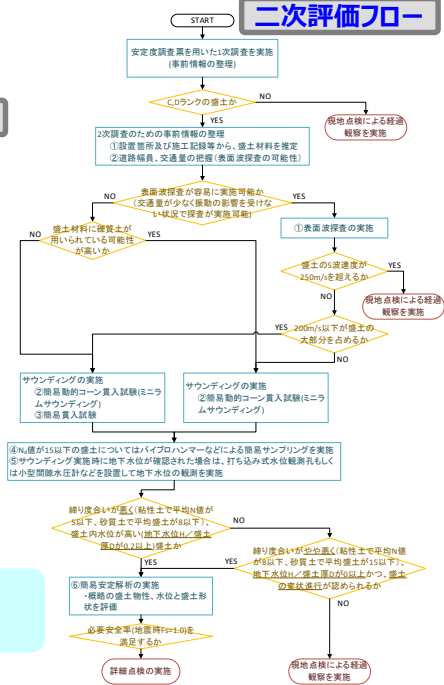 二次評価フロー
START
安定度調査票を用いた1次調査を実施
(事前情報の整理)
C,Dランクの盛土か
NO
YES
現地点検による経過
観察を実施
2次調査のための事前情報の整理
①設置箇所及び施工記録等から、盛土材料を推定
②道路幅員、交通量の把握(表面波探査の可能性)
表面波探査が容易に実施可能か
(交通量が少なく振動の影響を受けな
い状況で探査が実施可能)
NO
YES
盛土材料に礫質土が
用いられている可能性
が高いか
NO
YES
①表面波探査の実施
盛土のS波速度が
250m/sを超えるか
YES
NO
現地点検による経過
観察を実施
200m/s以下が盛土の
大部分を占めるか
YES
NO
サウンディングの実施
②簡易動的コーン貫入試験(ミニラ
ムサウンディング)
③簡易貫入試験
サウンディングの実施
②簡易動的コーン貫入試験(ミニラ
ムサウンディング)
④Nd値が15以下の盛土についてはバイブロハンマーなどによる簡易サンプリングを実施
⑤サウンディング実施時に地下水位が確認された場合は、打ち込み式水位観測孔もしく
は小型間隙水圧計などを設置して地下水位の観測を実施
締り度合いが悪く(粘性土で平均N値
が5以下、砂質土で平均盛土が8以下)、
盛土内水位が高い(地下水位H／盛土
厚Dが0.2以上)盛土か
NO
YES
締り度合いがやや悪く(粘性土で平均N値
が8以下、砂質土で平均盛土が15以下)、
地下水位H／盛土厚Dが0以上かつ、盛土
の変状進行が認められるか
YES
NO
⑥簡易安定解析の実施
・概略の盛土物性、水位と盛土形
状を評価
必要安全率(地震時Fs=1.0)を
満足するか
詳細点検の実施
現地点検による経過
観察を実施